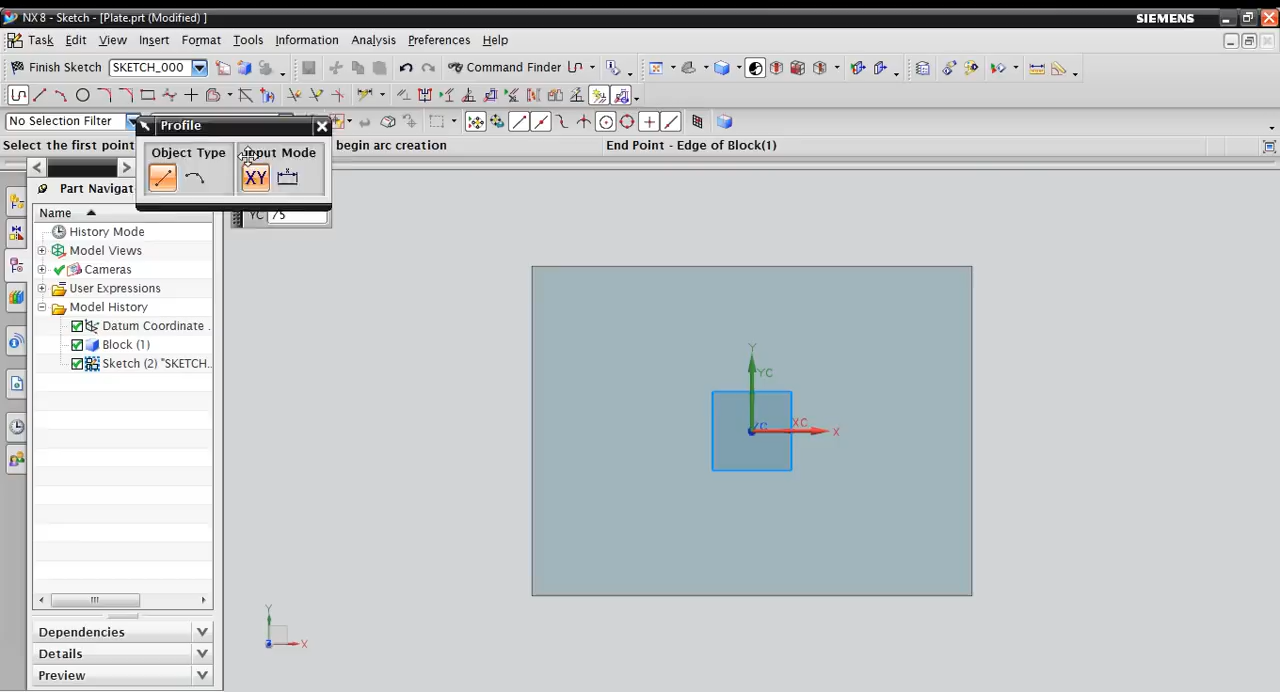 NX 8 - Sketch - [Plate.prt (Modified) ]
SIEMENS
Task Edit View Insert Format Tools Information Analysis Preferences Help
Finish Sketch SKETCH_000 Command Finder
No Selection Filter
Profile
Select the first point
begin arc creation
End Point - Edge of Block(1)
Object Type
Input Mode
XY
Part Navigat
YC 75
Name
History Mode
Model Views
Cameras
User Expressions
Model History
Datum Coordinate .
Block (1)
Sketch (2) "SKETCH..
Y
YC
XC
X
Y
X
Dependencies
Details
Preview